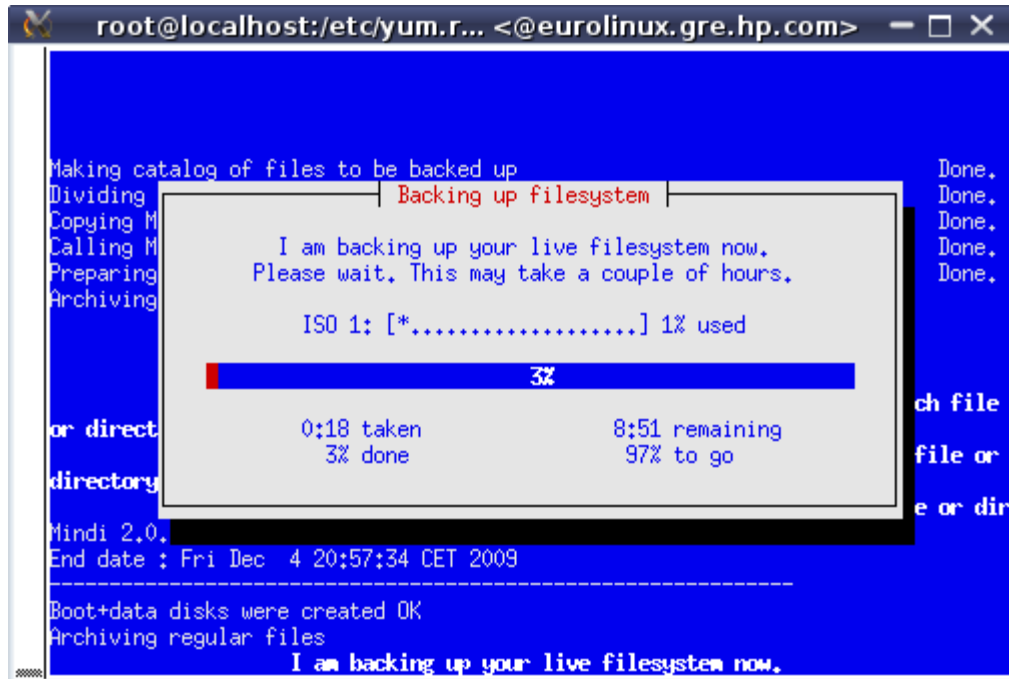 root@localhost:/etc/yum.r... <@eurolinux.gre.hp.com>
Making catalog of files to be backed up Done.
Dividing Done.
Copying M Done.
Calling M Done.
Preparing Done.
Archiving
Backing up filesystem
I am backing up your live filesystem now.
Please wait. This may take a couple of hours.
ISO 1: [*...................] 1% used
3%
0:18 taken 8:51 remaining
3% done 97% to go
ch file
or direct
file or
directory
e or dir
Mindi 2.0.
End date : Fri Dec  4 20:57:34 CET 2009
--------------------------------------------------------------
Boot+data disks were created OK
Archiving regular files
I am backing up your live filesystem now.